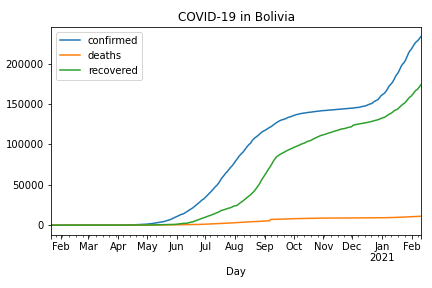 COVID-19 in Bolivia
confirmed
deaths
recovered
200000
150000
100000
50000
0
Feb Mar Apr May Jun Jul Aug Sep Oct Nov Dec Jan Feb
2021
Day